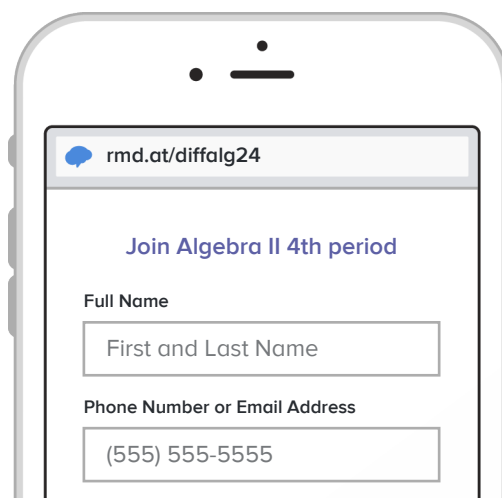 rmd.at/diffalg24
Join Algebra II 4th period
Full Name
First and Last Name
Phone Number or Email Address
(555) 555-5555